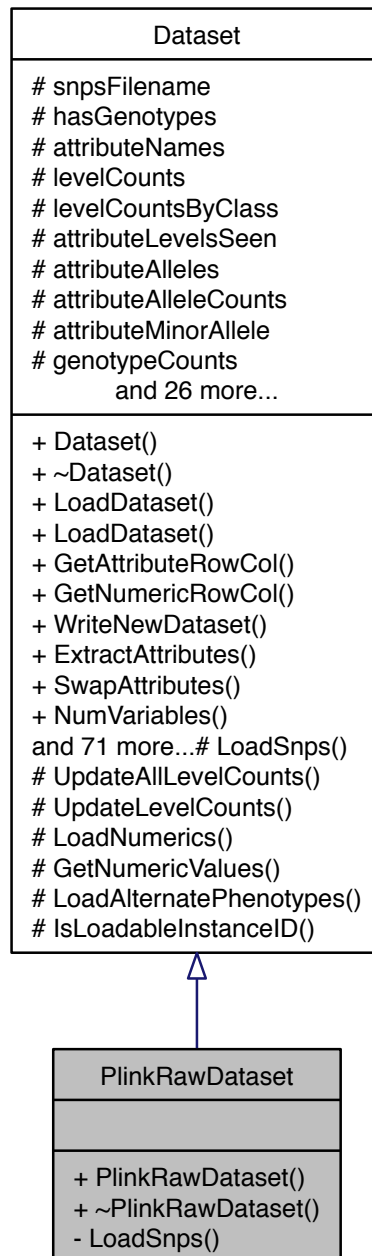 Dataset
# snpsFilename
# hasGenotypes
# attributeNames
# levelCounts
# levelCountsByClass
# attributeLevelsSeen
# attributeAlleles
# attributeAlleleCounts
# attributeMinorAllele
# genotypeCounts
and 26 more...
+ Dataset()
+ ~Dataset()
+ LoadDataset()
+ LoadDataset()
+ GetAttributeRowCol()
+ GetNumericRowCol()
+ WriteNewDataset()
+ ExtractAttributes()
+ SwapAttributes()
+ NumVariables()
and 71 more...# LoadSnps()
# UpdateAllLevelCounts()
# UpdateLevelCounts()
# LoadNumerics()
# GetNumericValues()
# LoadAlternatePhenotypes()
# IsLoadableInstanceID()
PlinkRawDataset
+ PlinkRawDataset()
+ ~PlinkRawDataset()
- LoadSnps()